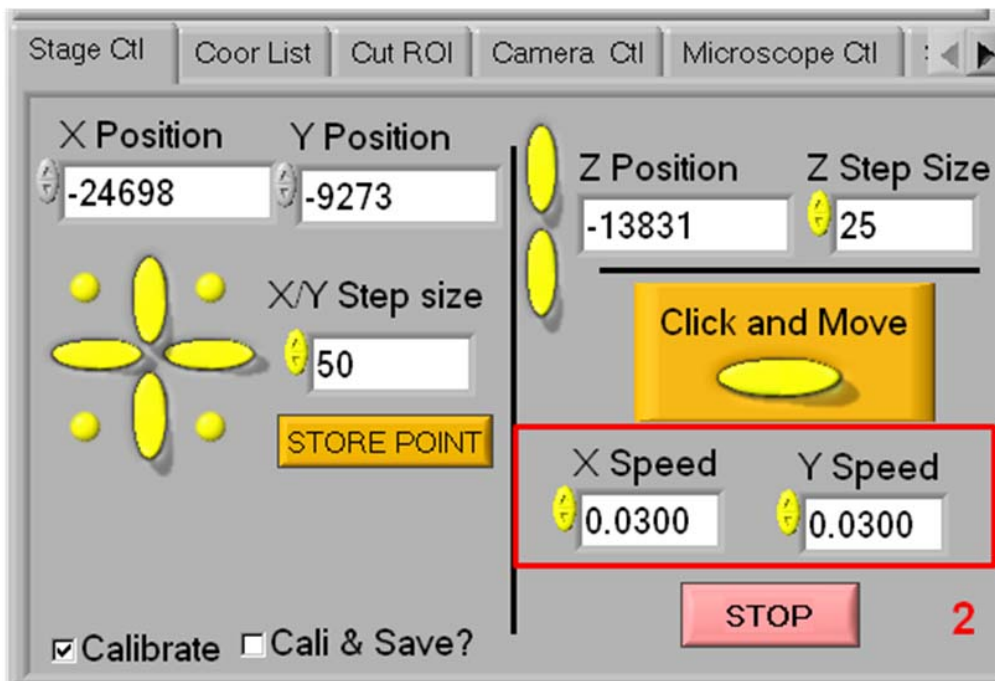 Stage Ctl Coor List Cut ROI Camera Ctl Microscope Ctl
X Position Y Position
-24698 -9273
Z Position Z Step Size
-13831 25
X/Y Step size
50
STORE POINT
Click and Move
X Speed Y Speed
0.0300 0.0300
STOP 2
Calibrate Cali & Save?